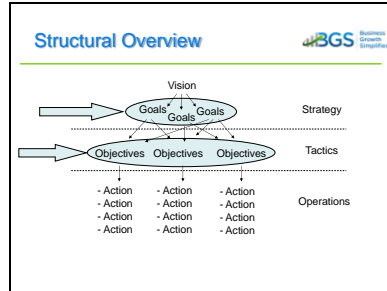 Structural Overview
BGS Business
Growth
Simplified
Vision
Goals Goals
Goals
Strategy
Objectives Objectives Objectives
Tactics
- Action - Action - Action
- Action - Action - Action
- Action - Action - Action
- Action - Action - Action
Operations